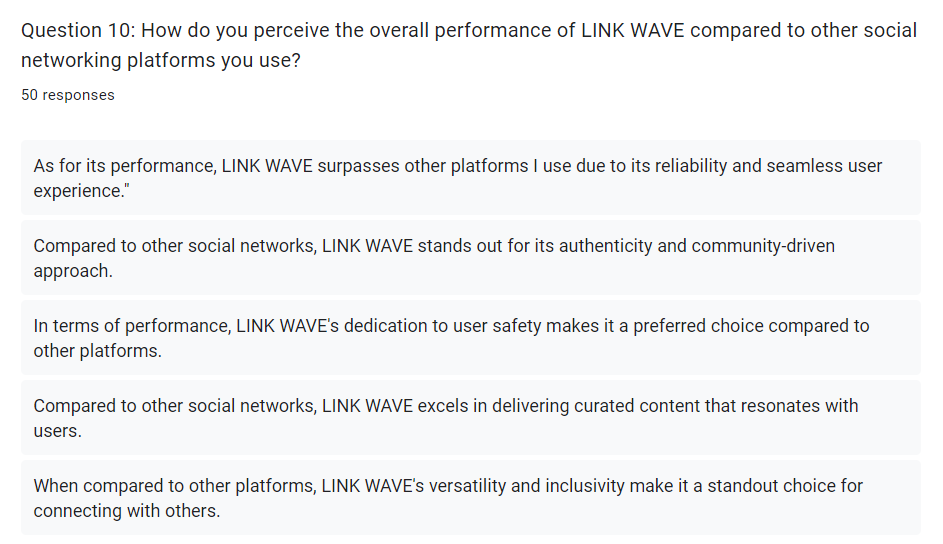 Question 10: How do you perceive the overall performance of LINK WAVE compared to other social
networking platforms you use?
50 responses
As for its performance, LINK WAVE surpasses other platforms I use due to its reliability and seamless user
experience."
Compared to other social networks, LINK WAVE stands out for its authenticity and community-driven
approach.
In terms of performance, LINK WAVE's dedication to user safety makes it a preferred choice compared to
other platforms.
Compared to other social networks, LINK WAVE excels in delivering curated content that resonates with
users.
When compared to other platforms, LINK WAVE's versatility and inclusivity make it a standout choice for
connecting with others.